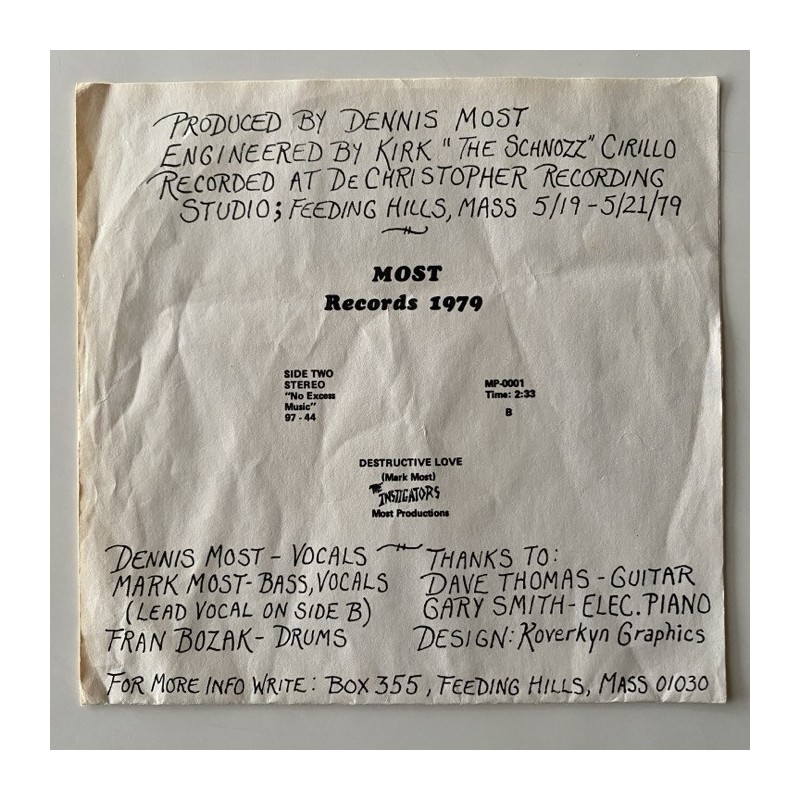 PRODUCED BY DENNIS MOST
ENGINEERED BY KIRK "THE SCHNOZZ" CIRILLO
RECORDED AT DECHRISTOPHER RECORDING
STUDIO; FEEDING HILLS, MASS 5/19-5/21/79
MOST
Records 1979
SIDE TWO
STEREO
"No Excess
Music"
97-44
MP-0001
Time: 2:33
B
DESTRUCTIVE LOVE
(Mark Most)
THE INSTIGATORS
Most Productions
DENNIS MOST - VOCALS
MARK MOST - BASS, VOCALS
(LEAD VOCAL ON SIDE B)
FRAN BOZAK - DRUMS
THANKS TO:
DAVE THOMAS - GUITAR
GARY SMITH - ELEC. PIANO
DESIGN: Koverkyn Graphics
FOR MORE INFO WRITE: BOX 355, FEEDING HILLS, MASS 01030